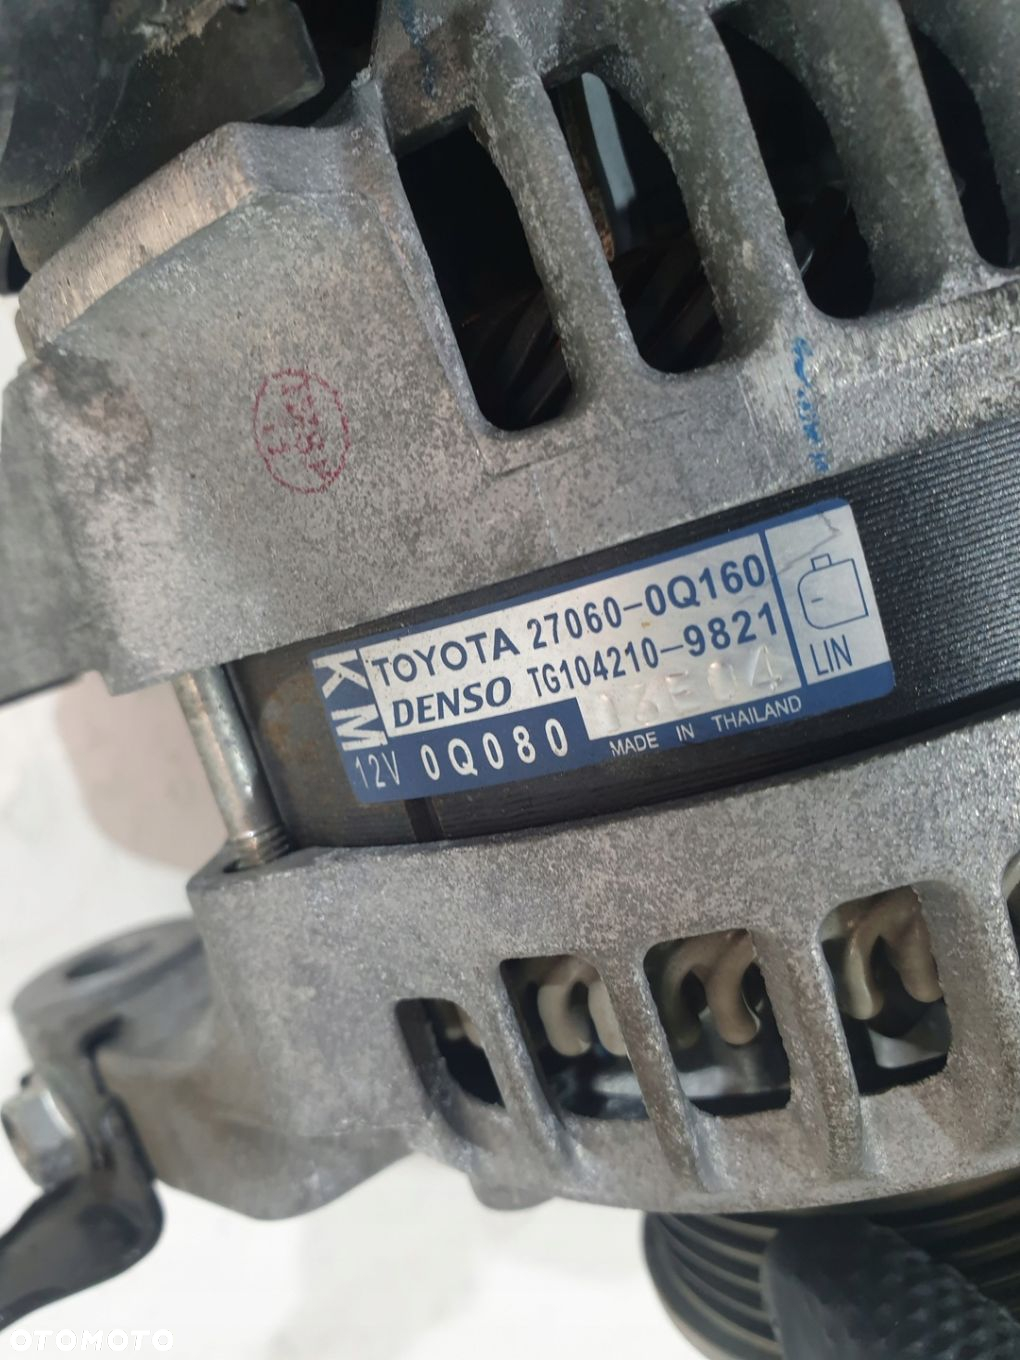 KM
TOYOTA 27060-0Q160
DENSO TG104210-9821
12V 0Q080
MADE IN THAILAND
LIN
OTOMOTO